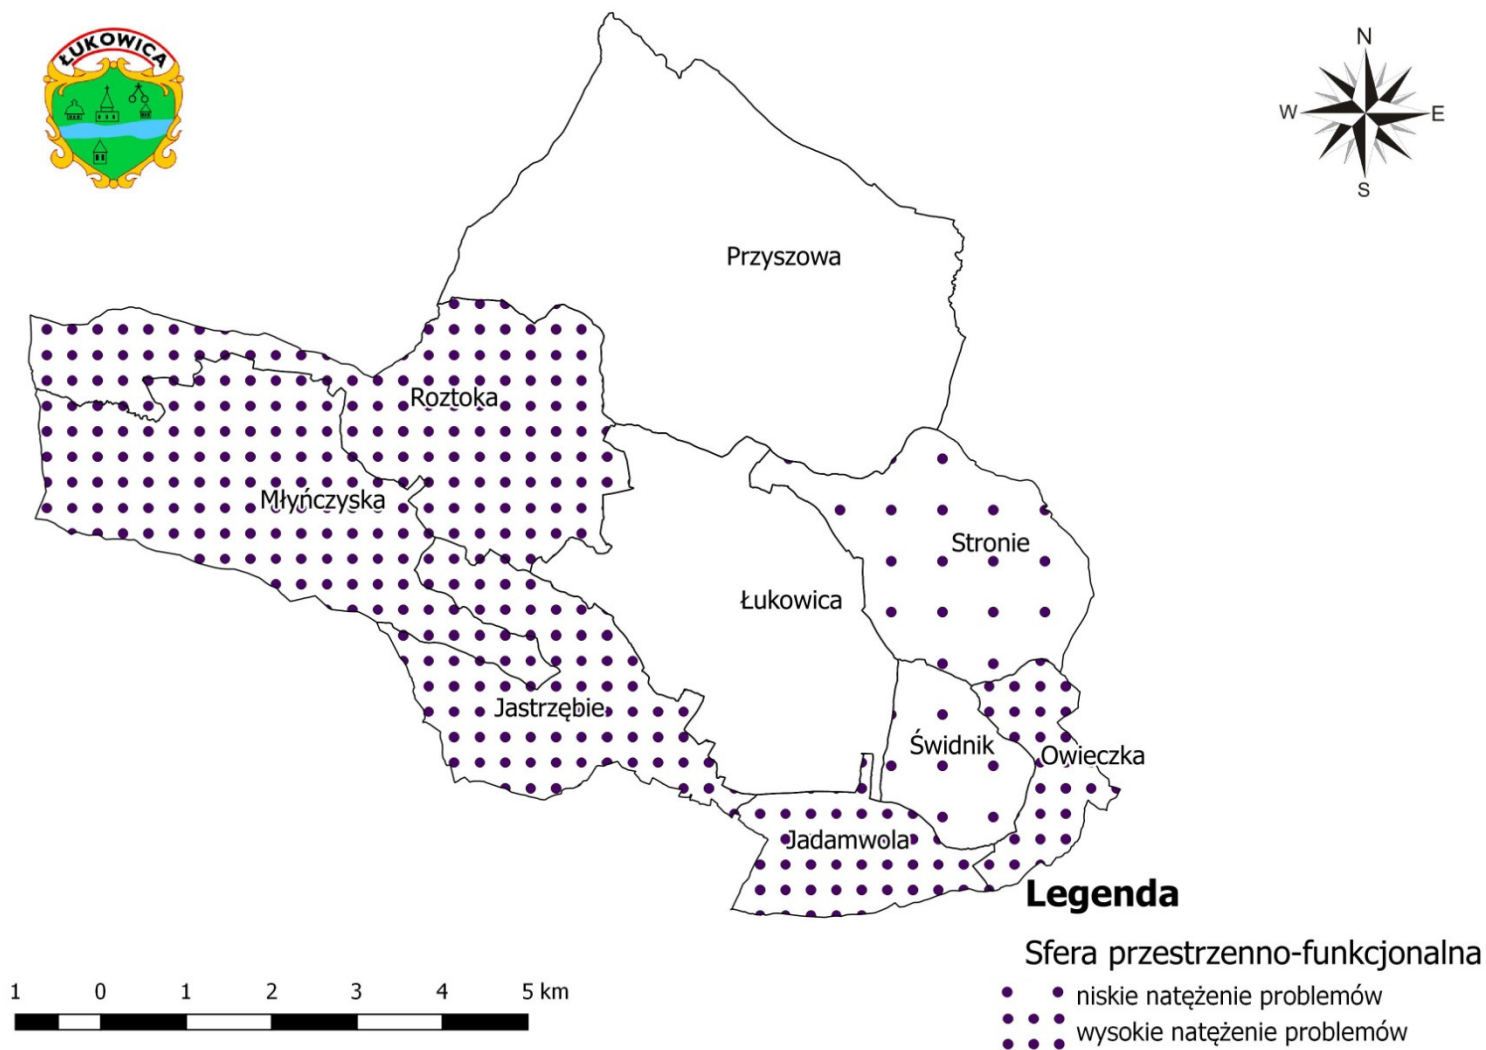 ŁUKOWICA
N
W E
S
Przyszowa
Roztoka
Młyńczyska
Stronie
Łukowica
Jastrzębie
Świdnik
Owieczka
Jadamwola
Legenda
Sfera przestrzenno-funkcjonalna
niskie natężenie problemów
wysokie natężenie problemów
1 0 1 2 3 4 5 km